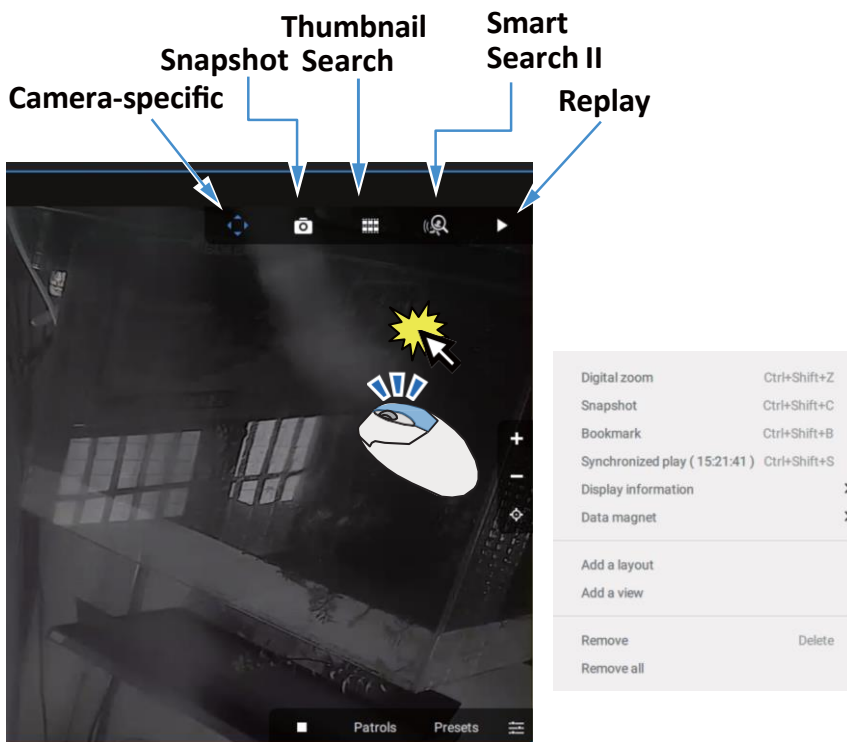 Thumbnail
Search
Smart
Search II
Snapshot
Camera-specific
Replay
Digital zoom Ctrl+Shift+Z
Snapshot Ctrl+Shift+C
Bookmark Ctrl+Shift+B
Synchronized play ( 15:21:41 ) Ctrl+Shift+S
Display information
Data magnet
Add a layout
Add a view
Remove Delete
Remove all
Patrols Presets